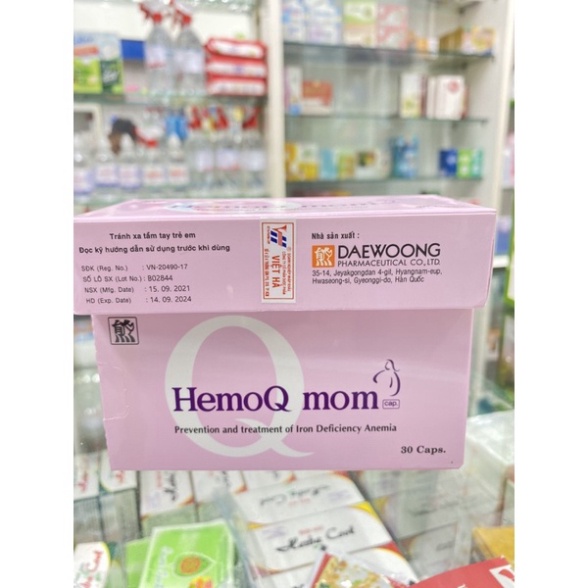 HemoQ mom
Tránh xa tầm tay trẻ em
Đọc kỹ hướng dẫn sử dụng trước khi dùng
SĐK (Reg. No.) : VN-20490-17
SỐ LÔ SX (Lot No.) : B02844
NSX (Mfg. Date) : 15. 09. 2021
HD (Exp. Date) : 14. 09. 2024
VIỆT HÀ
Nhà sản xuất :
DAEWOONG
PHARMACEUTICAL CO., LTD.
35-14, Jeyakgongdan 4-gil, Hyangnam-eup,
Hwaseong-si, Gyeonggi-do, Hàn Quốc
Q
HemoQ mom cap.
Prevention and treatment of Iron Deficiency Anemia
30 Caps.